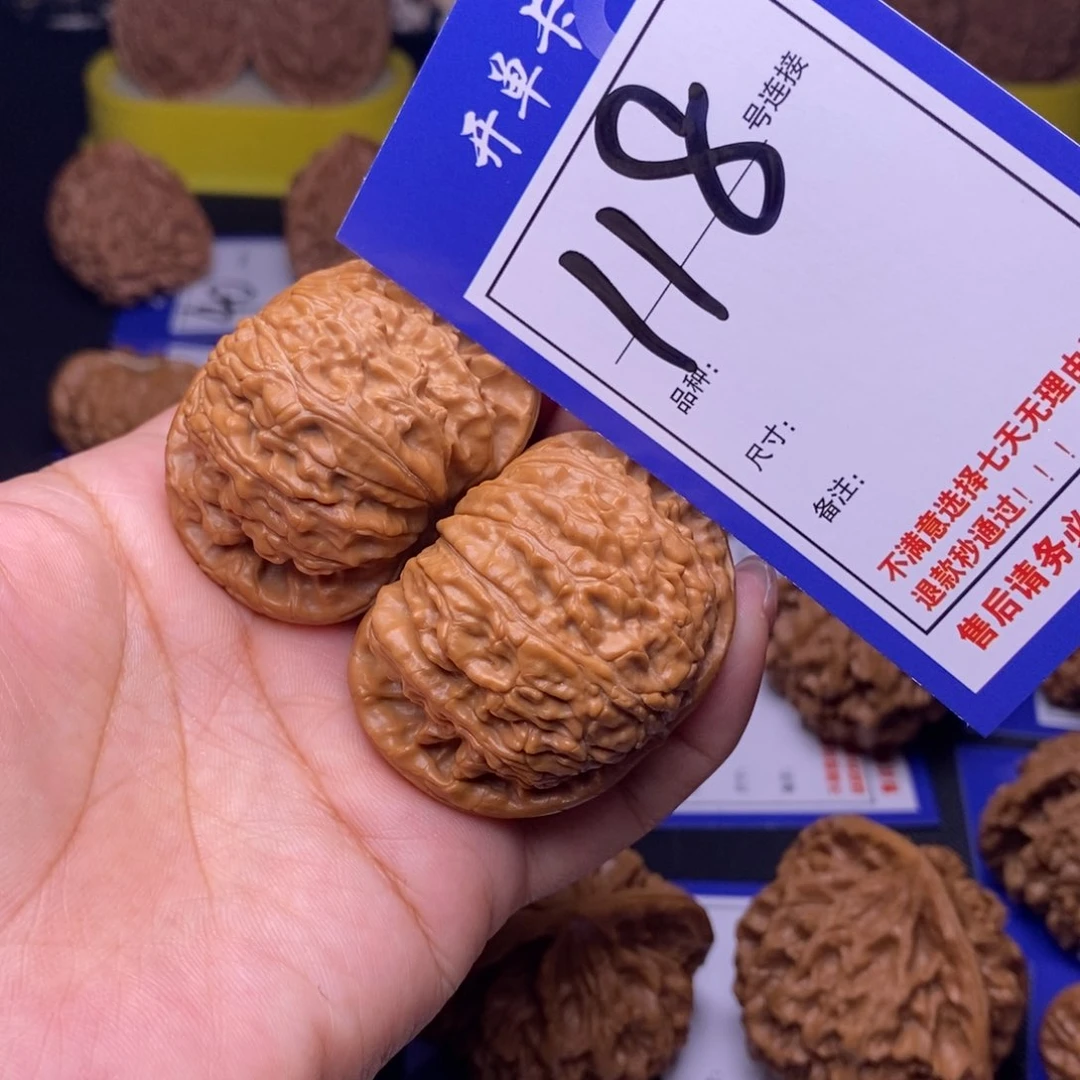 开单卡
118
号连接
品种：
尺寸：
备注：
不满意选择七天无理由
退款秒通过！！！
售后请务必